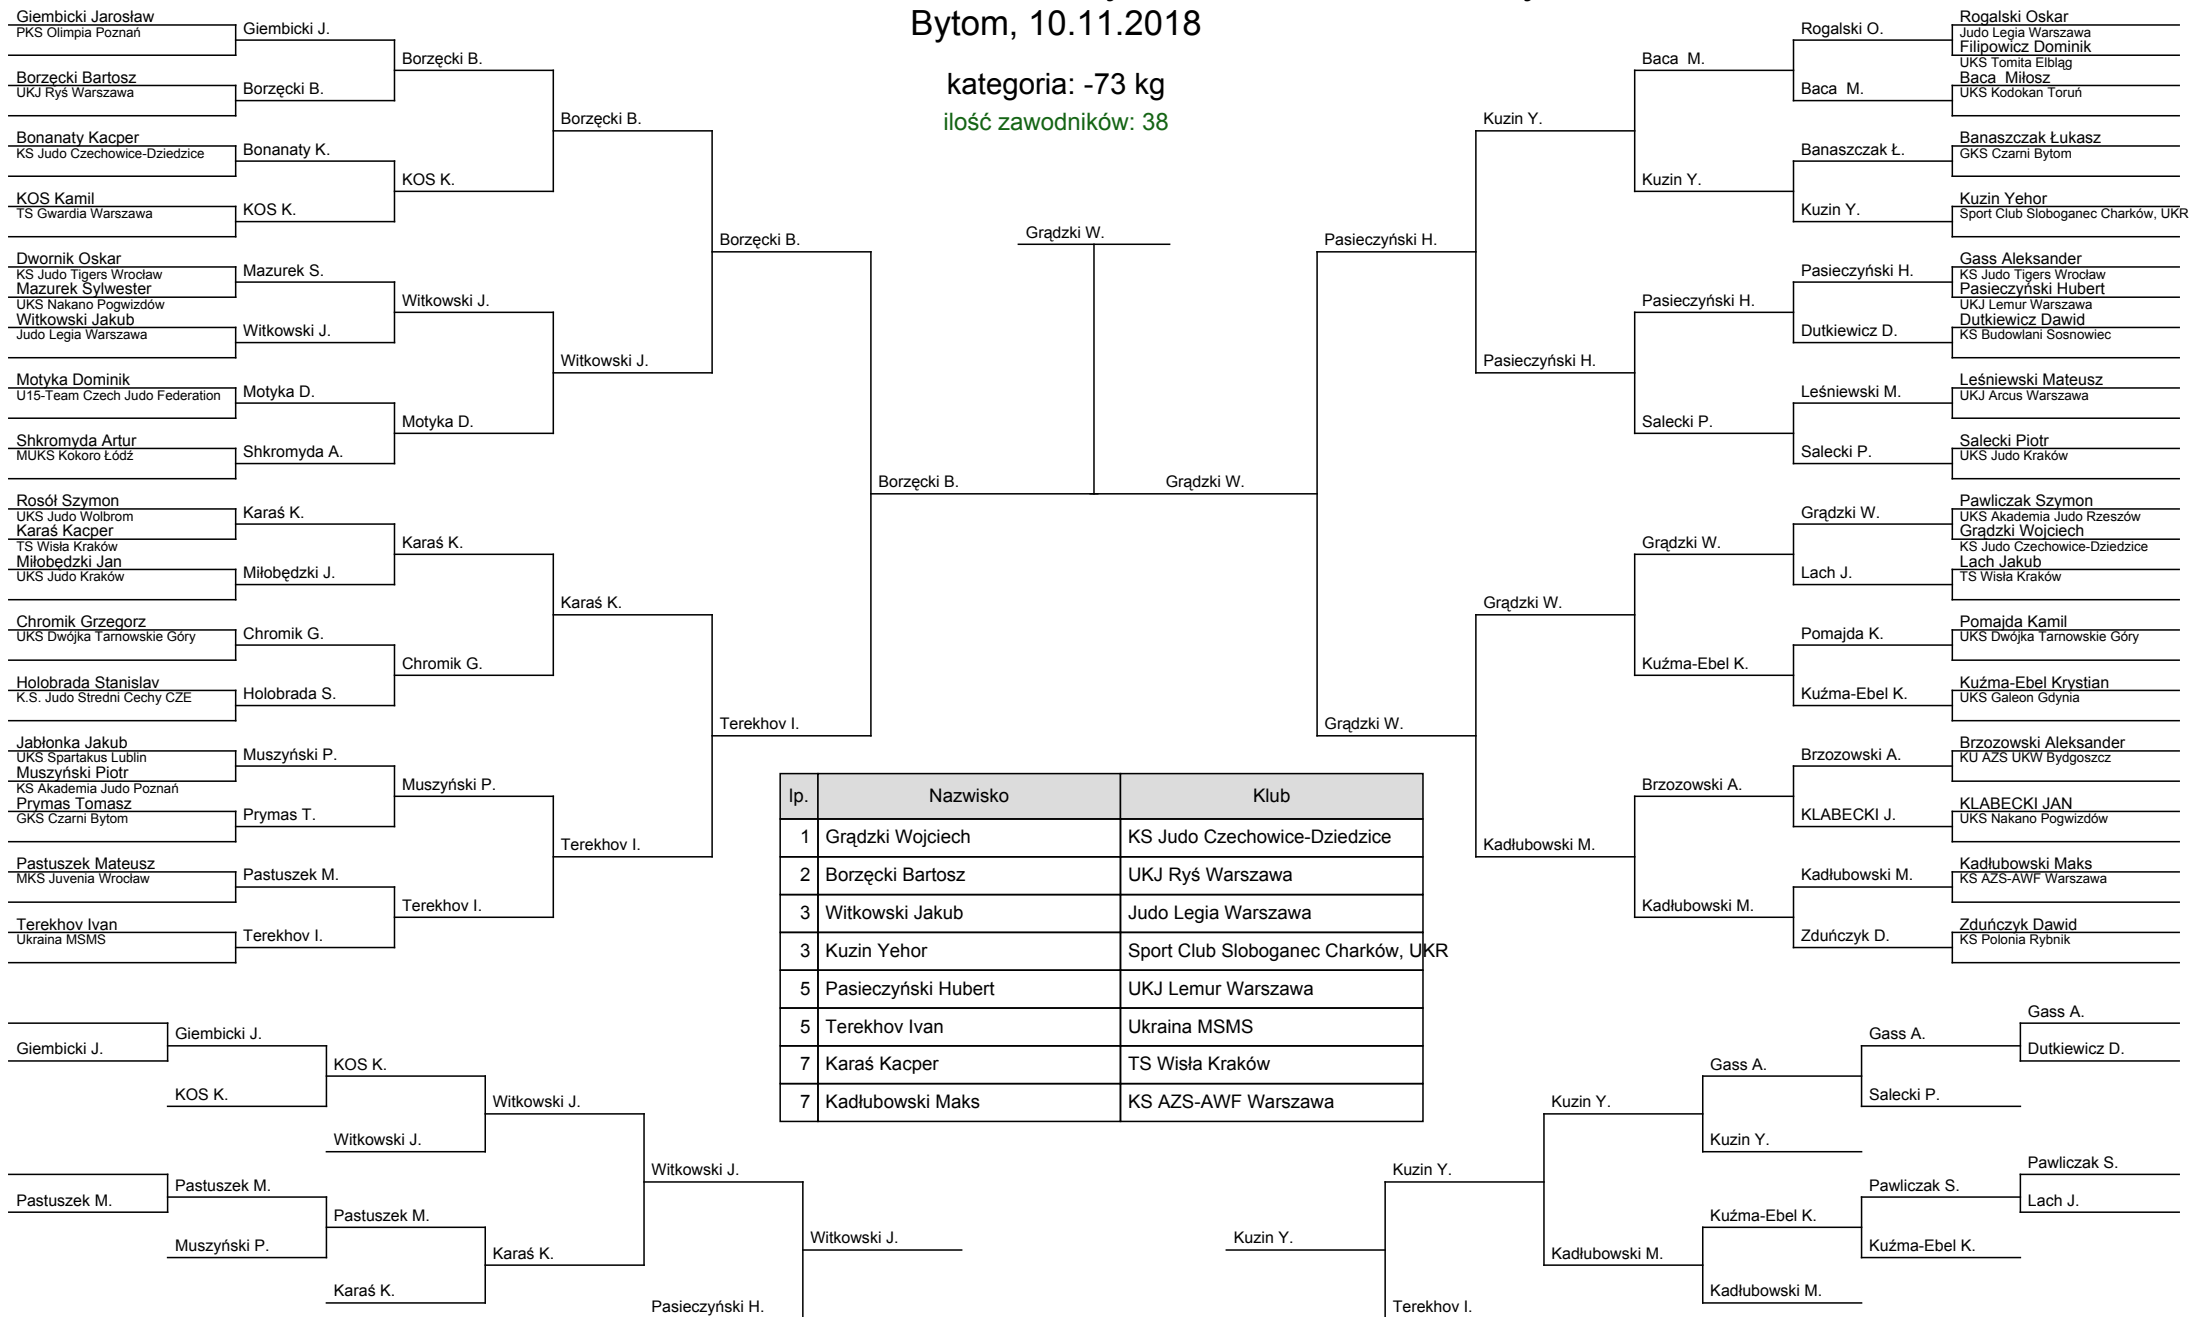 Bytom, 10.11.2018
kategoria: -73 kg
ilość zawodników: 38
Giembicki Jarosław
PKS Olimpia Poznań
Borzęcki Bartosz
UKJ Ryś Warszawa
Bonanaty Kacper
KS Judo Czechowice-Dziedzice
KOS Kamil
TS Gwardia Warszawa
Dwornik Oskar
KS Judo Tigers Wrocław
Mazurek Sylwester
UKS Nakano Pogwizdów
Witkowski Jakub
Judo Legia Warszawa
Motyka Dominik
U15-Team Czech Judo Federation
Shkromyda Artur
MUKS Kokoro Łódź
Rosół Szymon
UKS Judo Wolbrom
Karaś Kacper
TS Wisła Kraków
Miłobędzki Jan
UKS Judo Kraków
Chromik Grzegorz
UKS Dwójka Tarnowskie Góry
Holobrada Stanislav
K.S. Judo Stredni Cechy CZE
Jabłonka Jakub
UKS Spartakus Lublin
Muszyński Piotr
KS Akademia Judo Poznań
Prymas Tomasz
GKS Czarni Bytom
Pastuszek Mateusz
MKS Juvenia Wrocław
Terekhov Ivan
Ukraina MSMS
Giembicki J.
Borzęcki B.
Bonanaty K.
KOS K.
Mazurek S.
Witkowski J.
Motyka D.
Shkromyda A.
Karaś K.
Miłobędzki J.
Chromik G.
Holobrada S.
Muszyński P.
Prymas T.
Pastuszek M.
Terekhov I.
Borzęcki B.
KOS K.
Witkowski J.
Motyka D.
Karaś K.
Chromik G.
Muszyński P.
Terekhov I.
Borzęcki B.
Witkowski J.
Karaś K.
Terekhov I.
Borzęcki B.
Terekhov I.
Borzęcki B.
Grądzki W.
Grądzki W.
Pasieczyński H.
Grądzki W.
Kuzin Y.
Pasieczyński H.
Grądzki W.
Kadłubowski M.
Baca  M.
Kuzin Y.
Pasieczyński H.
Salecki P.
Grądzki W.
Kuźma-Ebel K.
Brzozowski A.
Kadłubowski M.
Rogalski O.
Baca  M.
Banaszczak Ł.
Kuzin Y.
Pasieczyński H.
Dutkiewicz D.
Leśniewski M.
Salecki P.
Grądzki W.
Lach J.
Pomajda K.
Kuźma-Ebel K.
Brzozowski A.
KLABECKI J.
Kadłubowski M.
Zduńczyk D.
Rogalski Oskar
Judo Legia Warszawa
Filipowicz Dominik
UKS Tomita Elbląg
Baca  Miłosz
UKS Kodokan Toruń
Banaszczak Łukasz
GKS Czarni Bytom
Kuzin Yehor
Sport Club Sloboganec Charków, UKR
Gass Aleksander
KS Judo Tigers Wrocław
Pasieczyński Hubert
UKJ Lemur Warszawa
Dutkiewicz Dawid
KS Budowlani Sosnowiec
Leśniewski Mateusz
UKJ Arcus Warszawa
Salecki Piotr
UKS Judo Kraków
Pawliczak Szymon
UKS Akademia Judo Rzeszów
Grądzki Wojciech
KS Judo Czechowice-Dziedzice
Lach Jakub
TS Wisła Kraków
Pomajda Kamil
UKS Dwójka Tarnowskie Góry
Kuźma-Ebel Krystian
UKS Galeon Gdynia
Brzozowski Aleksander
KU AZS UKW Bydgoszcz
KLABECKI JAN
UKS Nakano Pogwizdów
Kadłubowski Maks
KS AZS-AWF Warszawa
Zduńczyk Dawid
KS Polonia Rybnik
lp. Nazwisko Klub
1 Grądzki Wojciech KS Judo Czechowice-Dziedzice
2 Borzęcki Bartosz UKJ Ryś Warszawa
3 Witkowski Jakub Judo Legia Warszawa
3 Kuzin Yehor Sport Club Sloboganec Charków, UKR
5 Pasieczyński Hubert UKJ Lemur Warszawa
5 Terekhov Ivan Ukraina MSMS
7 Karaś Kacper TS Wisła Kraków
7 Kadłubowski Maks KS AZS-AWF Warszawa
Giembicki J.
Pastuszek M.
Giembicki J.
KOS K.
Pastuszek M.
Muszyński P.
KOS K.
Witkowski J.
Pastuszek M.
Karaś K.
Witkowski J.
Karaś K.
Witkowski J.
Pasieczyński H.
Witkowski J.
Kuzin Y.
Kuzin Y.
Terekhov I.
Kuzin Y.
Kadłubowski M.
Gass A.
Kuzin Y.
Kuźma-Ebel K.
Kadłubowski M.
Gass A.
Salecki P.
Pawliczak S.
Kuźma-Ebel K.
Gass A.
Dutkiewicz D.
Pawliczak S.
Lach J.